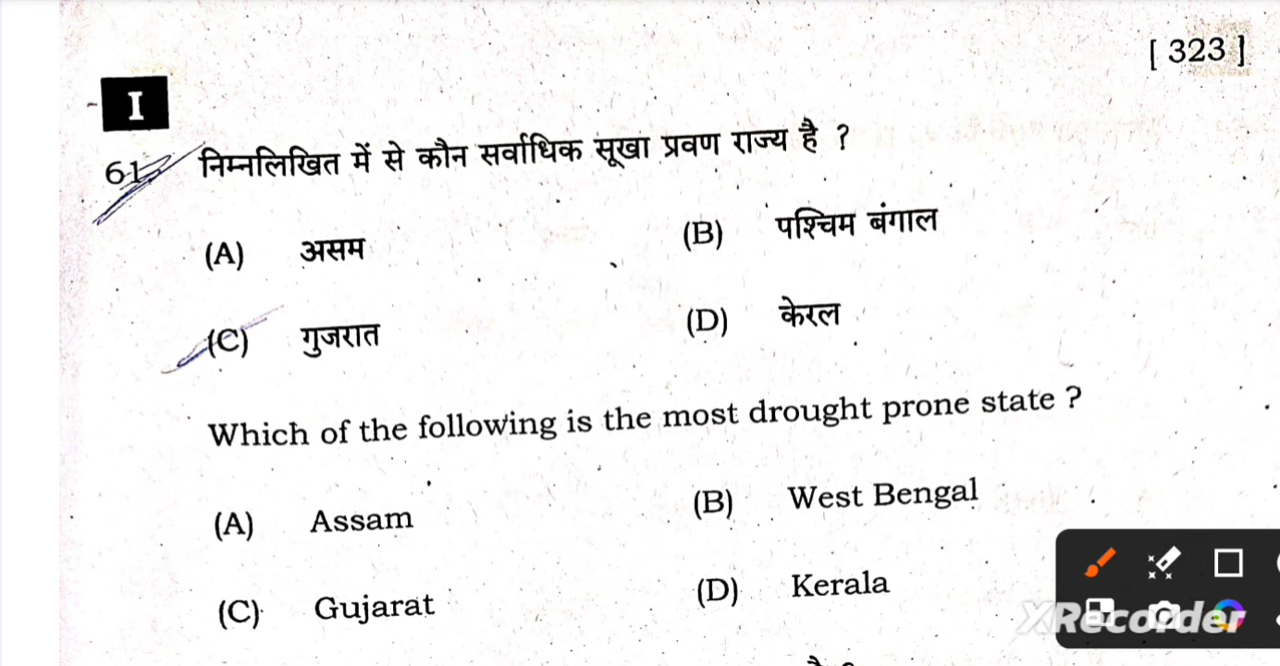 [ 323 ]
I
61. निम्नलिखित में से कौन सर्वाधिक सूखा प्रवण राज्य है ?
(A) असम (B) पश्चिम बंगाल
(C) गुजरात (D) केरल
Which of the following is the most drought prone state ?
(A) Assam (B) West Bengal
(C) Gujarat (D) Kerala
XRecorder